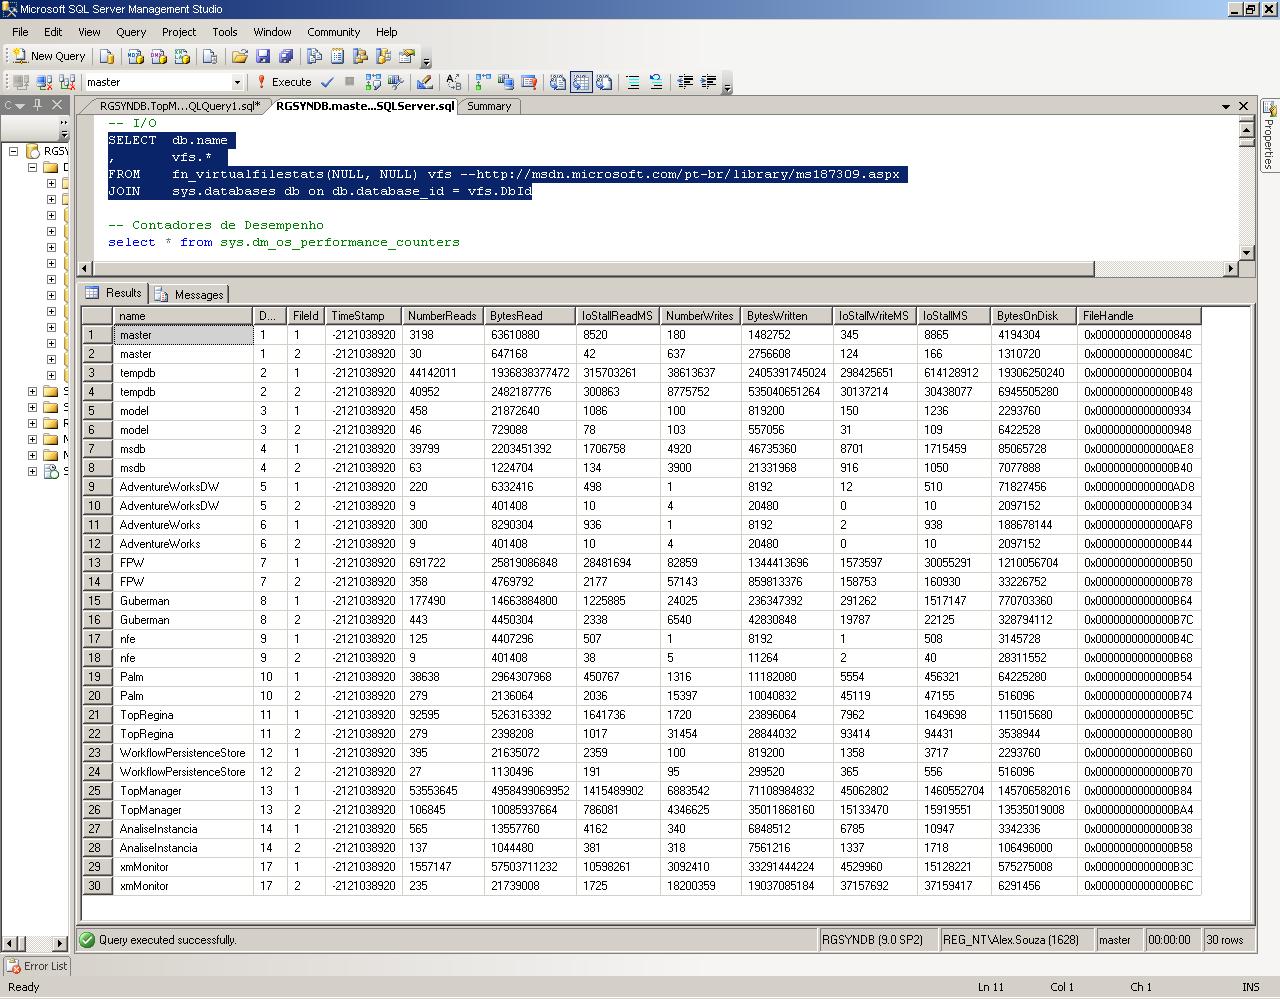 Microsoft SQL Server Management Studio
File Edit View Query Project Tools Window Community Help
New Query
master Execute
RGSYNDB.TopM...QLQuery1.sql* RGSYNDB.maste...SQLServer.sql Summary
Properties
-- I/O
SELECT db.name
, vfs.*
FROM fn_virtualfilestats(NULL, NULL) vfs --http://msdn.microsoft.com/pt-br/library/ms187309.aspx
JOIN sys.databases db on db.database_id = vfs.DbId
-- Contadores de Desempenho
select * from sys.dm_os_performance_counters
Results Messages
name D... FileId TimeStamp NumberReads BytesRead IoStallReadMS NumberWrites BytesWritten IoStallWriteMS IoStallMS BytesOnDisk FileHandle
1 master 1 1 -2121038920 3198 63610880 8520 180 1482752 345 8865 4194304 0x0000000000000848
2 master 1 2 -2121038920 30 647168 42 637 2756608 124 166 1310720 0x000000000000084C
3 tempdb 2 1 -2121038920 44142011 1936838377472 315703261 38613637 2405391745024 298425651 614128912 19306250240 0x0000000000000B04
4 tempdb 2 2 -2121038920 40952 2482187776 300863 8775752 535040651264 30137214 30438077 6945505280 0x0000000000000B48
5 model 3 1 -2121038920 458 21872640 1086 100 819200 150 1236 2293760 0x0000000000000934
6 model 3 2 -2121038920 46 729088 78 103 557056 31 109 6422528 0x0000000000000948
7 msdb 4 1 -2121038920 39799 2203451392 1706758 4920 46735360 8701 1715459 85065728 0x0000000000000AE8
8 msdb 4 2 -2121038920 63 1224704 134 3900 21331968 916 1050 7077888 0x0000000000000B40
9 AdventureWorksDW 5 1 -2121038920 220 6332416 498 1 8192 12 510 71827456 0x0000000000000AD8
10 AdventureWorksDW 5 2 -2121038920 9 401408 10 4 20480 0 10 2097152 0x0000000000000B34
11 AdventureWorks 6 1 -2121038920 300 8290304 936 1 8192 2 938 188678144 0x0000000000000AF8
12 AdventureWorks 6 2 -2121038920 9 401408 10 4 20480 0 10 2097152 0x0000000000000B44
13 FPW 7 1 -2121038920 691722 25819086848 28481694 82859 1344413696 1573597 30055291 1210056704 0x0000000000000B50
14 FPW 7 2 -2121038920 358 4769792 2177 57143 859813376 158753 160930 33226752 0x0000000000000B78
15 Guberman 8 1 -2121038920 177490 14663884800 1225885 24025 236347392 291262 1517147 770703360 0x0000000000000B64
16 Guberman 8 2 -2121038920 443 4450304 2338 6540 42830848 19787 22125 328794112 0x0000000000000B7C
17 nfe 9 1 -2121038920 125 4407296 507 1 8192 1 508 3145728 0x0000000000000B4C
18 nfe 9 2 -2121038920 9 401408 38 5 11264 2 40 28311552 0x0000000000000B68
19 Palm 10 1 -2121038920 38638 2964307968 450767 1316 11182080 5554 456321 64225280 0x0000000000000B54
20 Palm 10 2 -2121038920 279 2136064 2036 15397 10040832 45119 47155 516096 0x0000000000000B74
21 TopRegina 11 1 -2121038920 92595 5263163392 1641736 1720 23896064 7962 1649698 115015680 0x0000000000000B5C
22 TopRegina 11 2 -2121038920 279 2398208 1017 31454 28844032 93414 94431 3538944 0x0000000000000B80
23 WorkflowPersistenceStore 12 1 -2121038920 395 21635072 2359 100 819200 1358 3717 2293760 0x0000000000000B60
24 WorkflowPersistenceStore 12 2 -2121038920 27 1130496 191 95 299520 365 556 516096 0x0000000000000B70
25 TopManager 13 1 -2121038920 53553645 4958499069952 1415489902 6883542 71108984832 45062802 1460552704 145706582016 0x0000000000000B84
26 TopManager 13 2 -2121038920 106845 10085937664 786081 4346625 35011868160 15133470 15919551 13535019008 0x0000000000000BA4
27 AnaliseInstancia 14 1 -2121038920 565 13557760 4162 340 6848512 6785 10947 3342336 0x0000000000000B38
28 AnaliseInstancia 14 2 -2121038920 137 1044480 381 318 7561216 1337 1718 106496000 0x0000000000000B58
29 xmMonitor 17 1 -2121038920 1557147 57503711232 10598261 3092410 33291444224 4529960 15128221 575275008 0x0000000000000B3C
30 xmMonitor 17 2 -2121038920 235 21739008 1725 18200359 19037085184 37157692 37159417 6291456 0x0000000000000B6C
Query executed successfully. RGSYNDB (9.0 SP2) REG_NT\Alex.Souza (1628) master 00:00:00 30 rows
Error List
Ready Ln 11 Col 1 Ch 1 INS